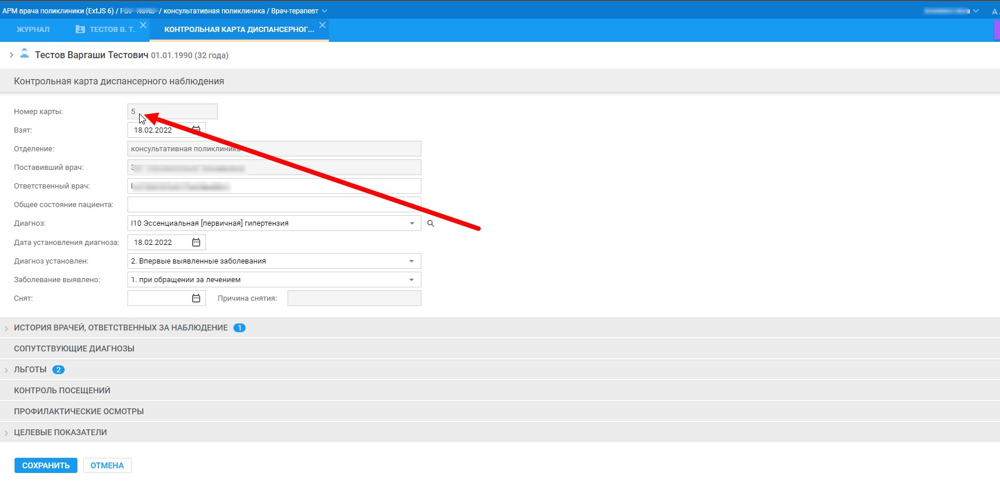 АРМ врача поликлиники (ExtJS 6) / / консультативная поликлиника / Врач-терапевт
ЖУРНАЛ ТЕСТОВ В. Т. КОНТРОЛЬНАЯ КАРТА ДИСПАНСЕРНОГ...
Тестов Варгаши Тестович 01.01.1990 (32 года)
Контрольная карта диспансерного наблюдения
Номер карты: 5
Взят: 18.02.2022
Отделение: консультативная поликлиника
Поставивший врач:
Ответственный врач:
Общее состояние пациента:
Диагноз: I10 Эссенциальная [первичная] гипертензия
Дата установления диагноза: 18.02.2022
Диагноз установлен: 2. Впервые выявленные заболевания
Заболевание выявлено: 1. при обращении за лечением
Снят: Причина снятия:
ИСТОРИЯ ВРАЧЕЙ, ОТВЕТСТВЕННЫХ ЗА НАБЛЮДЕНИЕ 1
СОПУТСТВУЮЩИЕ ДИАГНОЗЫ
ЛЬГОТЫ 2
КОНТРОЛЬ ПОСЕЩЕНИЙ
ПРОФИЛАКТИЧЕСКИЕ ОСМОТРЫ
ЦЕЛЕВЫЕ ПОКАЗАТЕЛИ
СОХРАНИТЬ ОТМЕНА